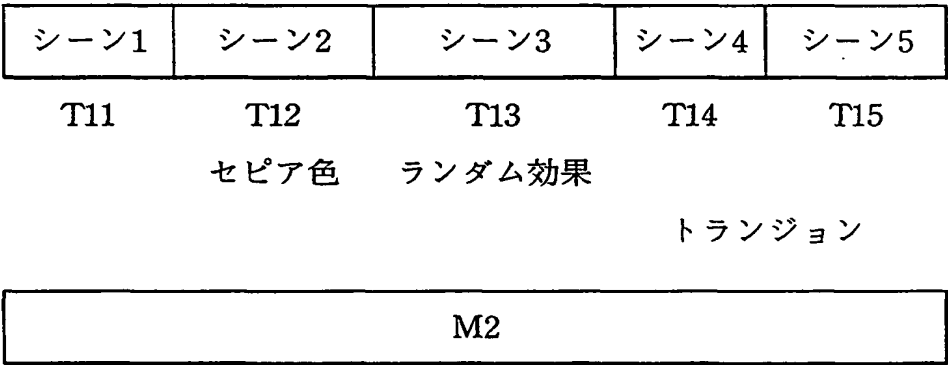 シーン1 シーン2 シーン3 シーン4 シーン5
T11 T12 T13 T14 T15
セピア色 ランダム効果
トランジョン
M2